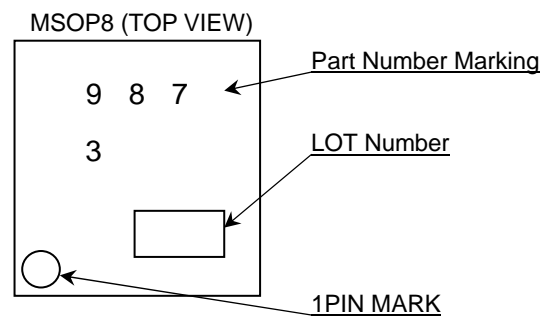 MSOP8 (TOP VIEW)
Part Number Marking
9 8 7
LOT Number
3
1PIN MARK